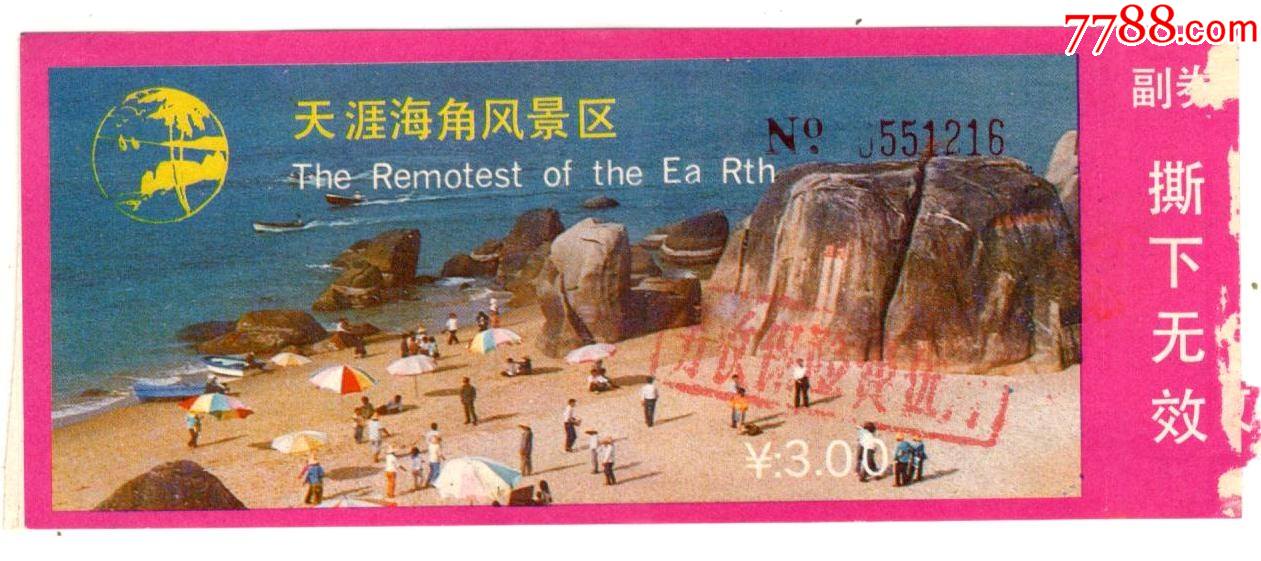 7788.com
副券
天涯海角风景区
Nº 0551216
The Remotest of the Ea Rth
撕下无效
¥:3.00